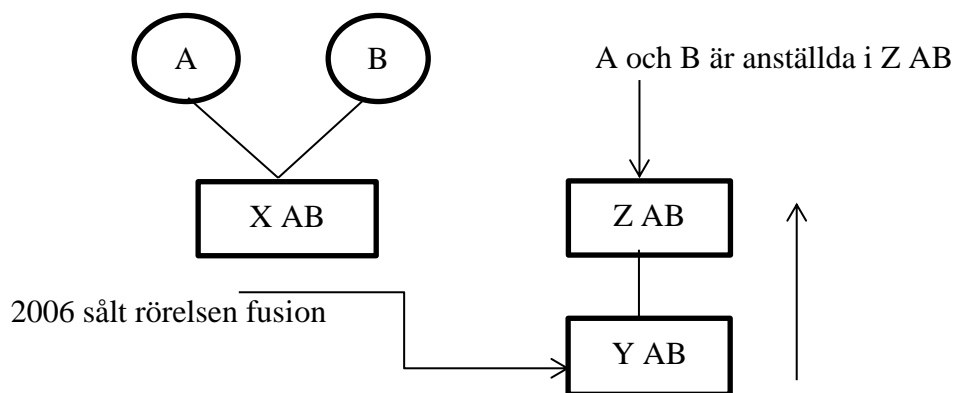 A
B
A och B är anställda i Z AB
X AB
Z AB
2006 sålt rörelsen fusion
Y AB